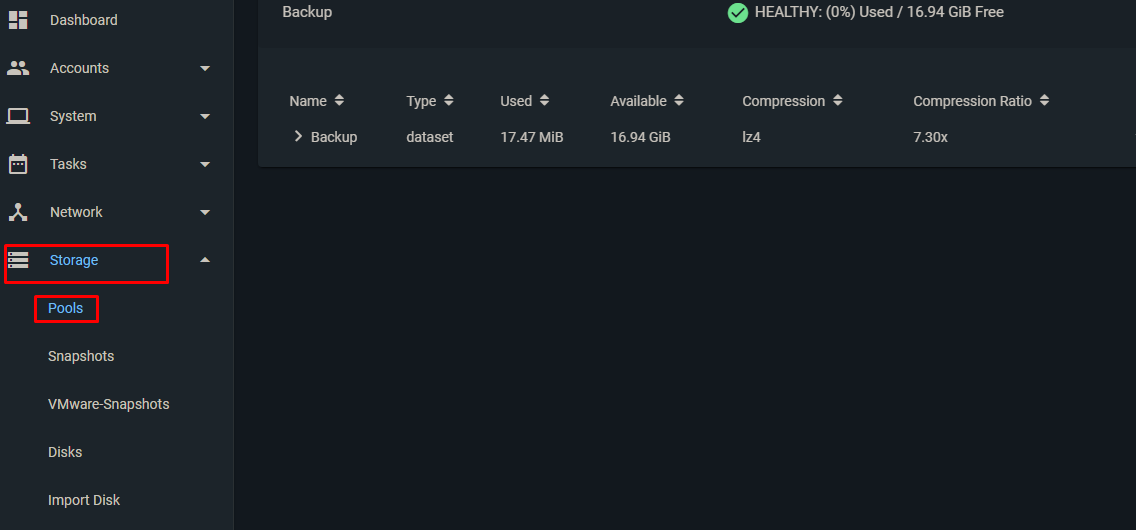 Dashboard
Accounts
System
Tasks
Network
Storage
Pools
Snapshots
VMware-Snapshots
Disks
Import Disk
Backup HEALTHY: (0%) Used / 16.94 GiB Free
Name Type Used Available Compression Compression Ratio
Backup dataset 17.47 MiB 16.94 GiB lz4 7.30x